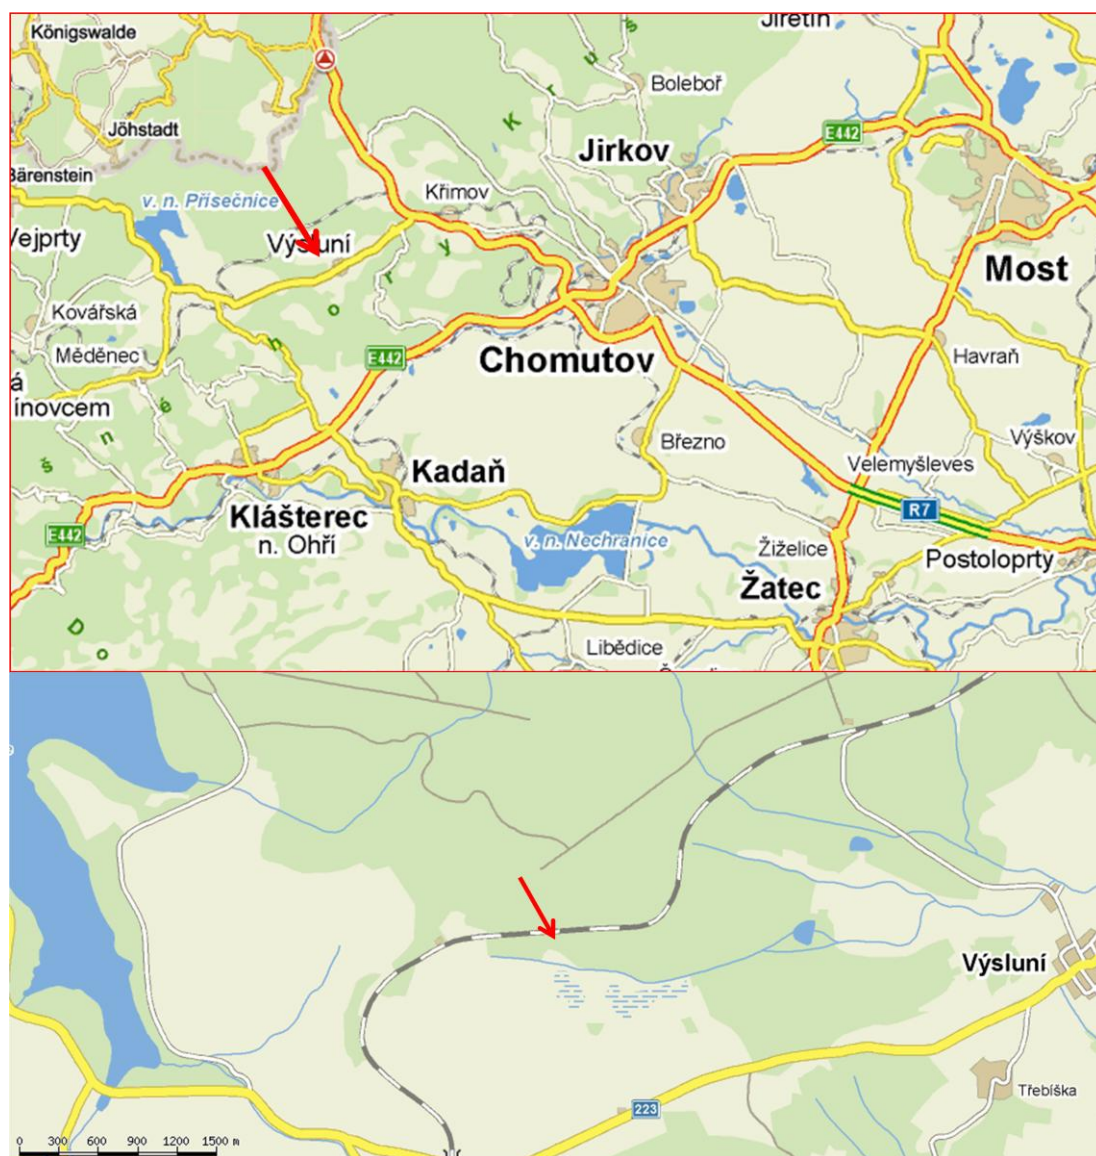 Königswalde
Jiřetín
Boleboř
Jöhstadt
E442
Jirkov
Bärenstein
Křimov
v. n. Přísečnice
Vejprty
Výsluní
Most
Kovářská
Měděnec
E442
Chomutov
Havraň
á
ínovcem
K r u š n é h o r y
Výškov
Březno
Velemyšleves
Kadaň
Klášterec
n. Ohří
R7
E442
v. n. Nechranice
Žiželice
Postoloprty
Žatec
Libědice
Do
Výsluní
Třebíška
223
0 300 600 900 1200 1500 m